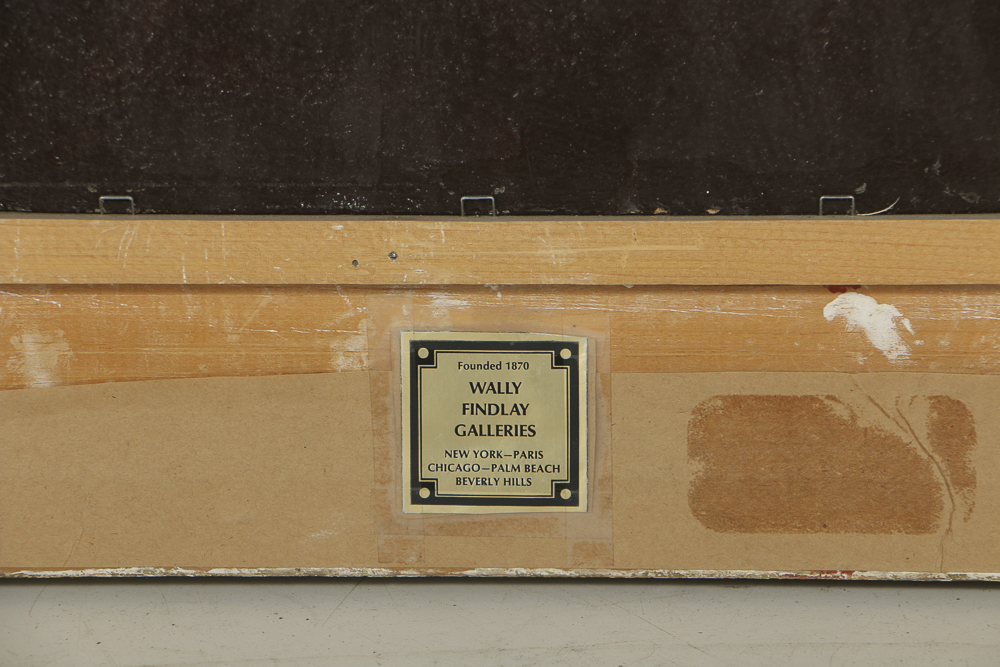 Founded 1870
WALLY
FINDLAY
GALLERIES
NEW YORK—PARIS
CHICAGO—PALM BEACH
BEVERLY HILLS